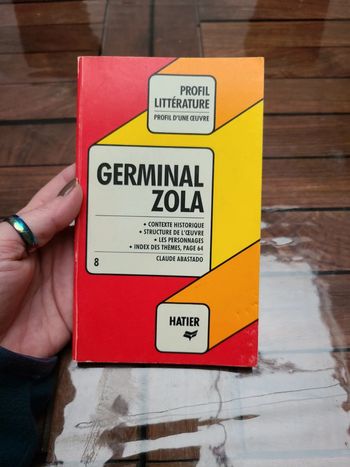 PROFIL
LITTÉRATURE
PROFIL D'UNE ŒUVRE
GERMINAL
ZOLA
• CONTEXTE HISTORIQUE
• STRUCTURE DE L'ŒUVRE
• LES PERSONNAGES
• INDEX DES THÈMES, PAGE 64
8
CLAUDE ABASTADO
HATIER